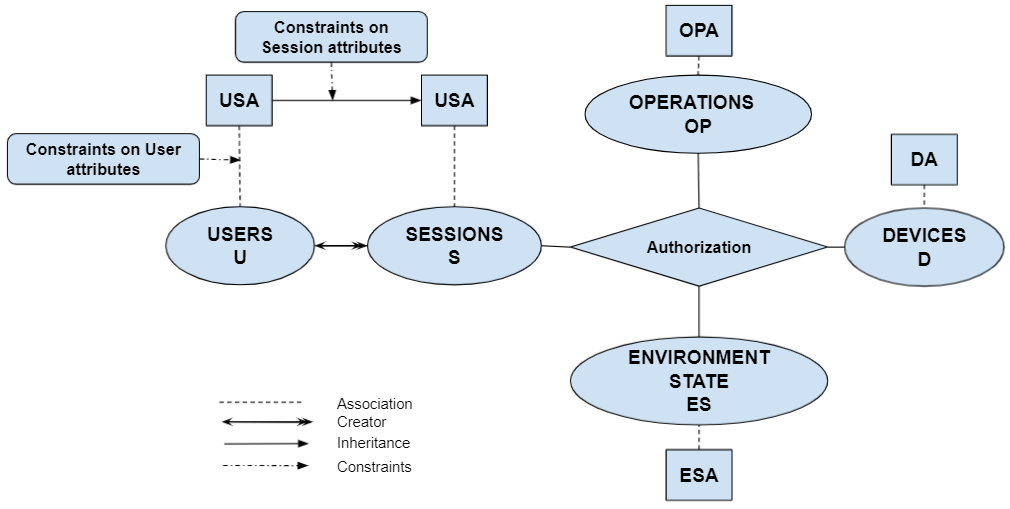 Constraints on
Session attributes
OPA
USA
USA
OPERATIONS
OP
Constraints on User
attributes
DA
USERS
U
SESSIONS
S
Authorization
DEVICES
D
ENVIRONMENT
STATE
ES
Association
Creator
Inheritance
Constraints
ESA